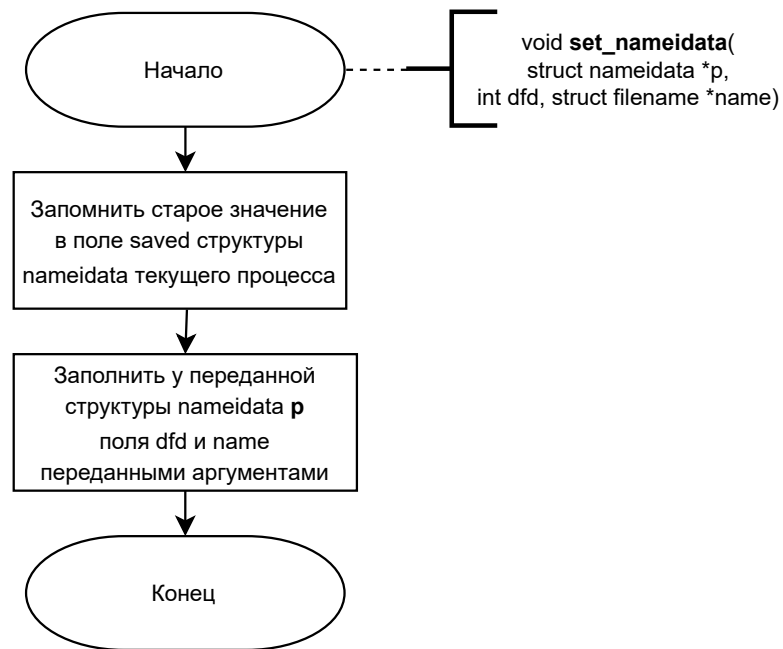 Начало
void set_nameidata(
struct nameidata *p,
int dfd, struct filename *name)
Запомнить старое значение
в поле saved структуры
nameidata текущего процесса
Заполнить у переданной
структуры nameidata p
поля dfd и name
переданными аргументами
Конец